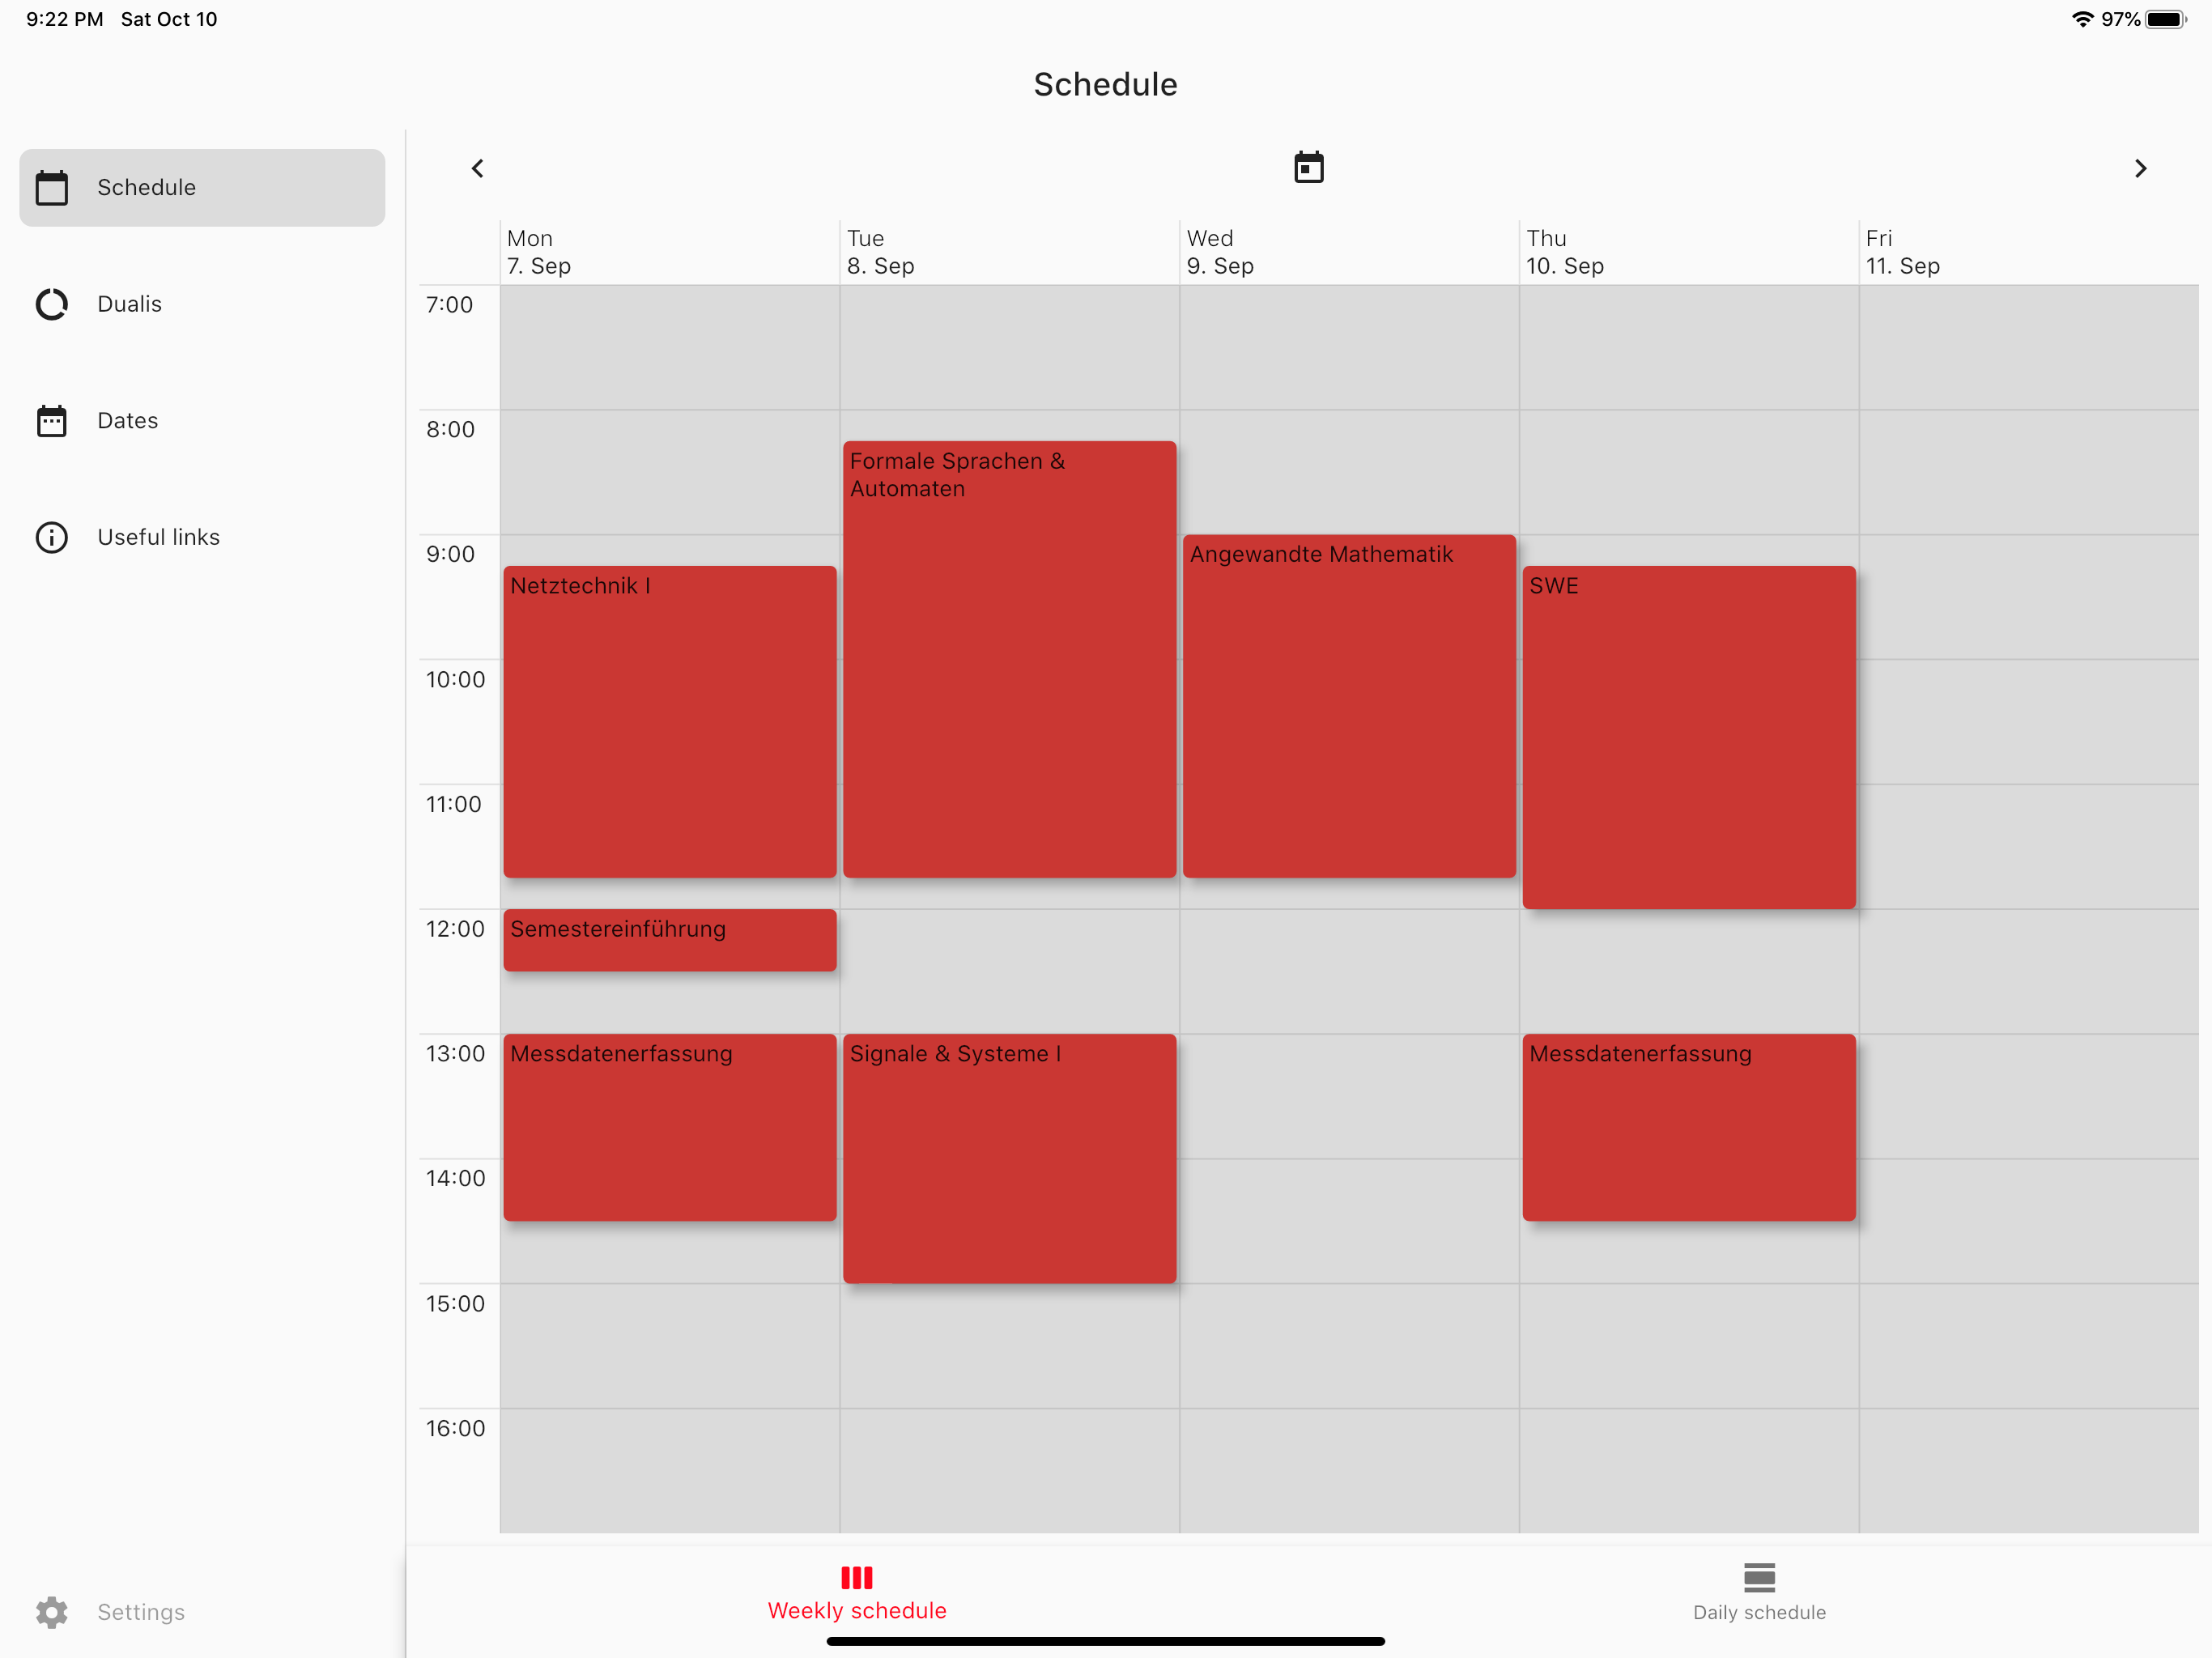 9:22 PM Sat Oct 10
97%
Schedule
Schedule
Dualis
Dates
Useful links
Settings
Mon
7. Sep
Tue
8. Sep
Wed
9. Sep
Thu
10. Sep
Fri
11. Sep
7:00
8:00
9:00
10:00
11:00
12:00
13:00
14:00
15:00
16:00
Netztechnik I
Semestereinführung
Messdatenerfassung
Formale Sprachen &
Automaten
Signale & Systeme I
Angewandte Mathematik
SWE
Messdatenerfassung
Weekly schedule
Daily schedule